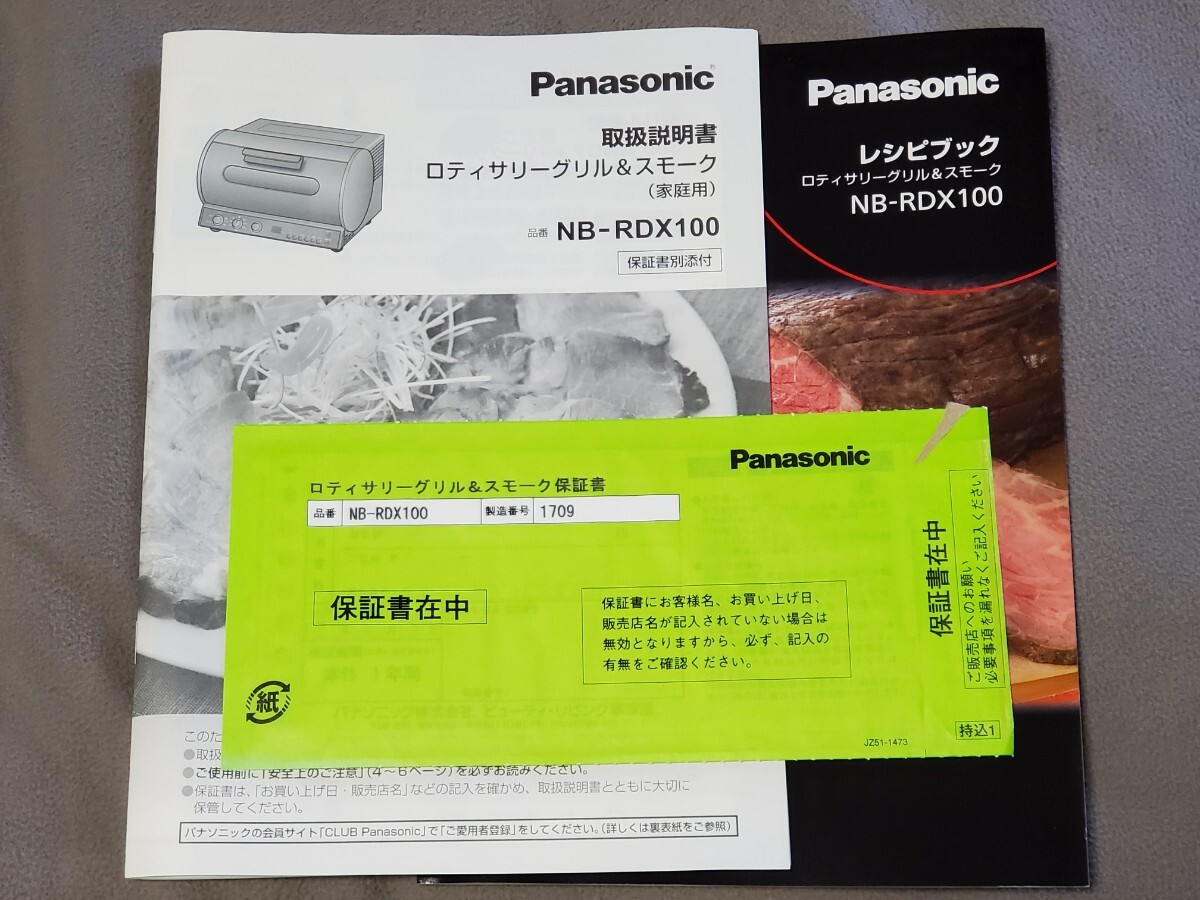 Panasonic
取扱説明書
ロティサリーグリル&スモーク
(家庭用)
品番 NB-RDX100
保証書別添付
Panasonic
レシピブック
ロティサリーグリル&スモーク
NB-RDX100
Panasonic
ロティサリーグリル&スモーク保証書
品番 NB-RDX100 製造番号 1709
保証書在中
保証書にお客様名、お買い上げ日、
販売店名が記入されていない場合は
無効となりますから、必ず、記入の
有無をご確認ください。
紙
保証書在中
ご販売店へのお願い
必要事項を漏れなくご記入ください
JZ51-1473
持込1
このた
●取扱
●ご使用前に「安全上のご注意」(4～6ページ)を必ずお読みください。
●保証書は、「お買い上げ日・販売店名」などの記入を確かめ、取扱説明書とともに大切に
保管してください。
パナソニックの会員サイト「CLUB Panasonic」で「ご愛用者登録」をしてください。(詳しくは裏表紙をご参照)